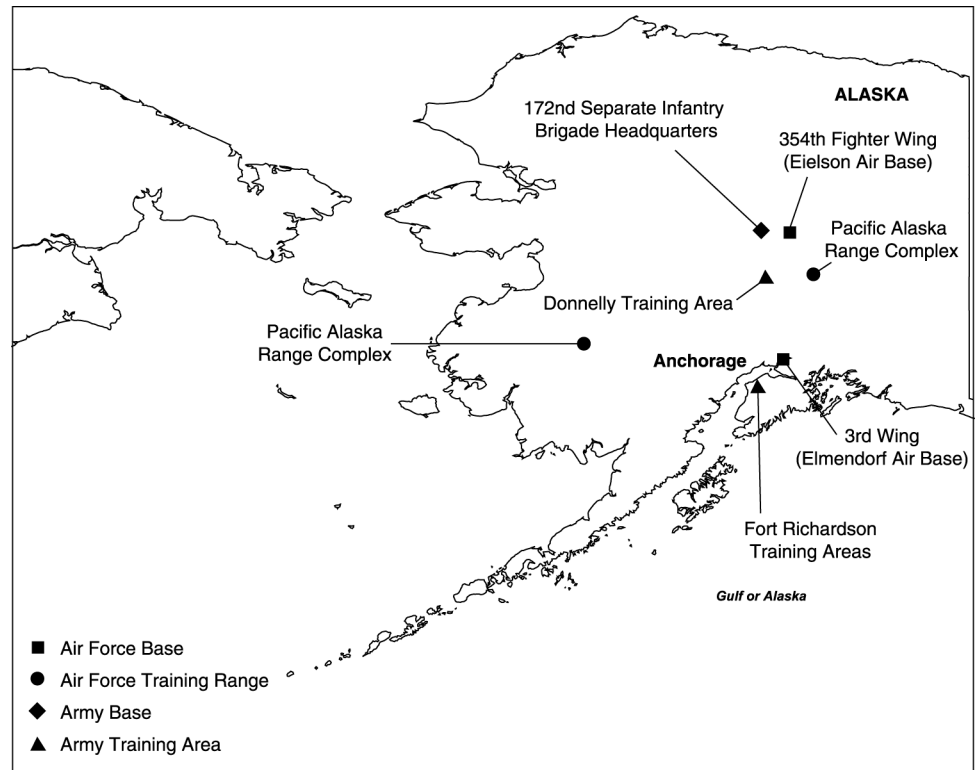 ALASKA
172nd Separate Infantry
Brigade Headquarters
354th Fighter Wing
(Eielson Air Base)
Pacific Alaska
Range Complex
Donnelly Training Area
Pacific Alaska
Range Complex
Anchorage
3rd Wing
(Elmendorf Air Base)
Fort Richardson
Training Areas
Gulf or Alaska
Air Force Base
Air Force Training Range
Army Base
Army Training Area